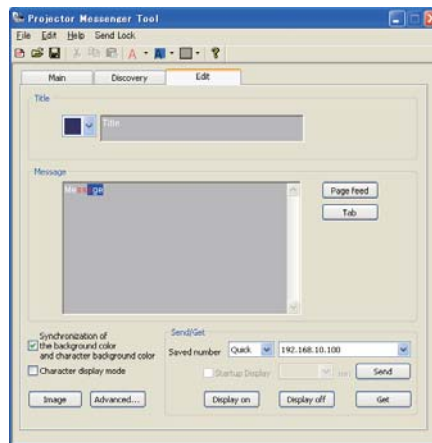 Projector Messenger Tool
File Edit Help Send Lock
Main Discovery Edit
Title
Title
Message
Message
Page feed
Tab
Synchronization of
the background color
and character background color
Character display mode
Image Advanced...
Send/Get
Saved number Quick 192.168.10.100
Startup Display Send
Display on Display off Get